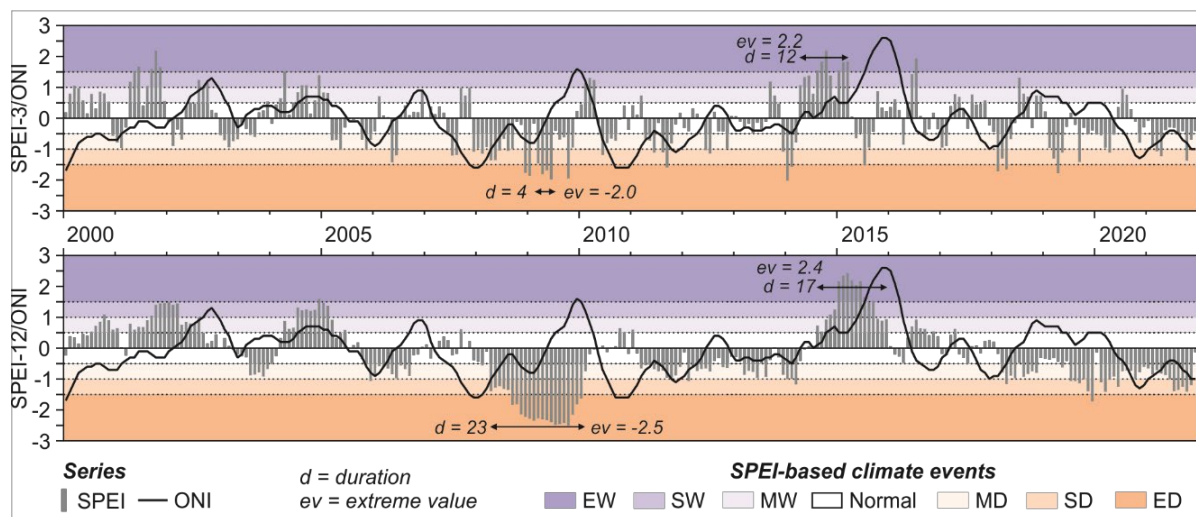 3
2
1
0
-1
-2
-3
SPEI-3/ONI
ev = 2.2
d = 12
d = 4 ev = -2.0
2000 2005 2010 2015 2020
3
2
1
0
-1
-2
-3
SPEI-12/ONI
ev = 2.4
d = 17
d = 23 ev = -2.5
Series
SPEI ONI
d = duration
ev = extreme value
SPEI-based climate events
EW SW MW Normal MD SD ED